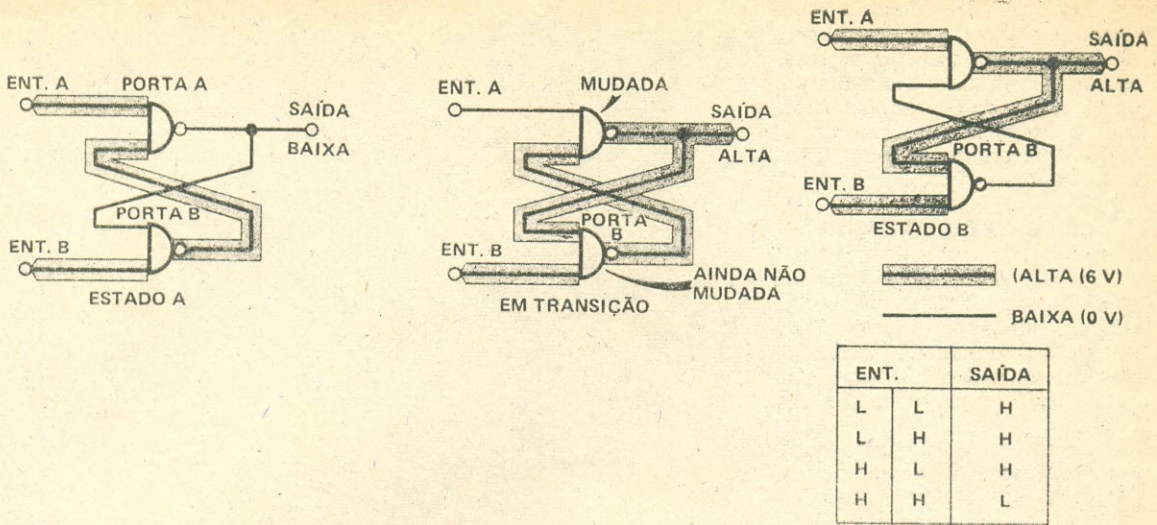 ENT. A
PORTA A
SAÍDA
BAIXA
PORTA B
ENT. B
ESTADO A
ENT. A
MUDADA
SAÍDA
ALTA
PORTA
B
ENT. B
AINDA NÃO
MUDADA
EM TRANSIÇÃO
ENT. A
SAÍDA
ALTA
PORTA B
ENT. B
ESTADO B
(ALTA (6 V)
BAIXA (0 V)
ENT. SAÍDA
L L H
L H H
H L H
H H L